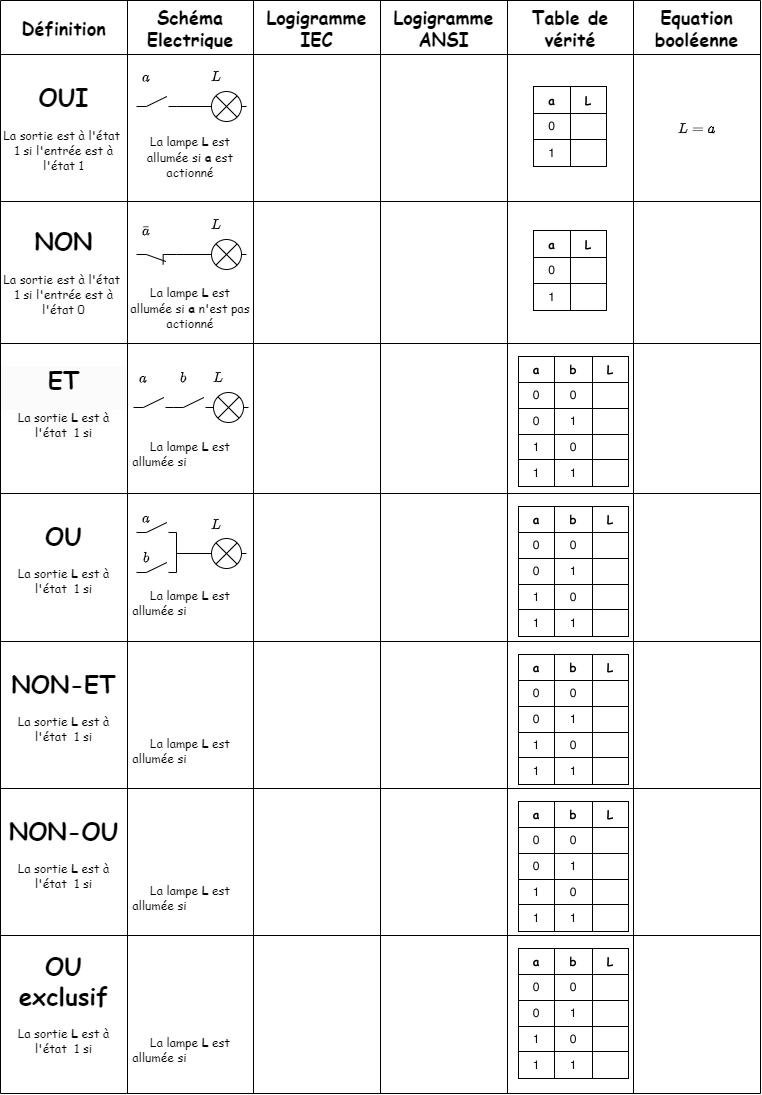 Définition
Schéma
Electrique
Logigramme
IEC
Logigramme
ANSI
Table de
vérité
Equation
booléenne
OUI
La sortie est à l'état
1 si l'entrée est à
l'état 1
a L
La lampe L est
allumée si a est
actionné
a L
0
1
L = a
NON
La sortie est à l'état
1 si l'entrée est à
l'état 0
ā L
La lampe L est
allumée si a n'est pas
actionné
a L
0
1
ET
La sortie L est à
l'état 1 si
a b L
La lampe L est
allumée si
a b L
0 0
0 1
1 0
1 1
OU
La sortie L est à
l'état 1 si
a L
b
La lampe L est
allumée si
a b L
0 0
0 1
1 0
1 1
NON-ET
La sortie L est à
l'état 1 si
La lampe L est
allumée si
a b L
0 0
0 1
1 0
1 1
NON-OU
La sortie L est à
l'état 1 si
La lampe L est
allumée si
a b L
0 0
0 1
1 0
1 1
OU
exclusif
La sortie L est à
l'état 1 si
La lampe L est
allumée si
a b L
0 0
0 1
1 0
1 1